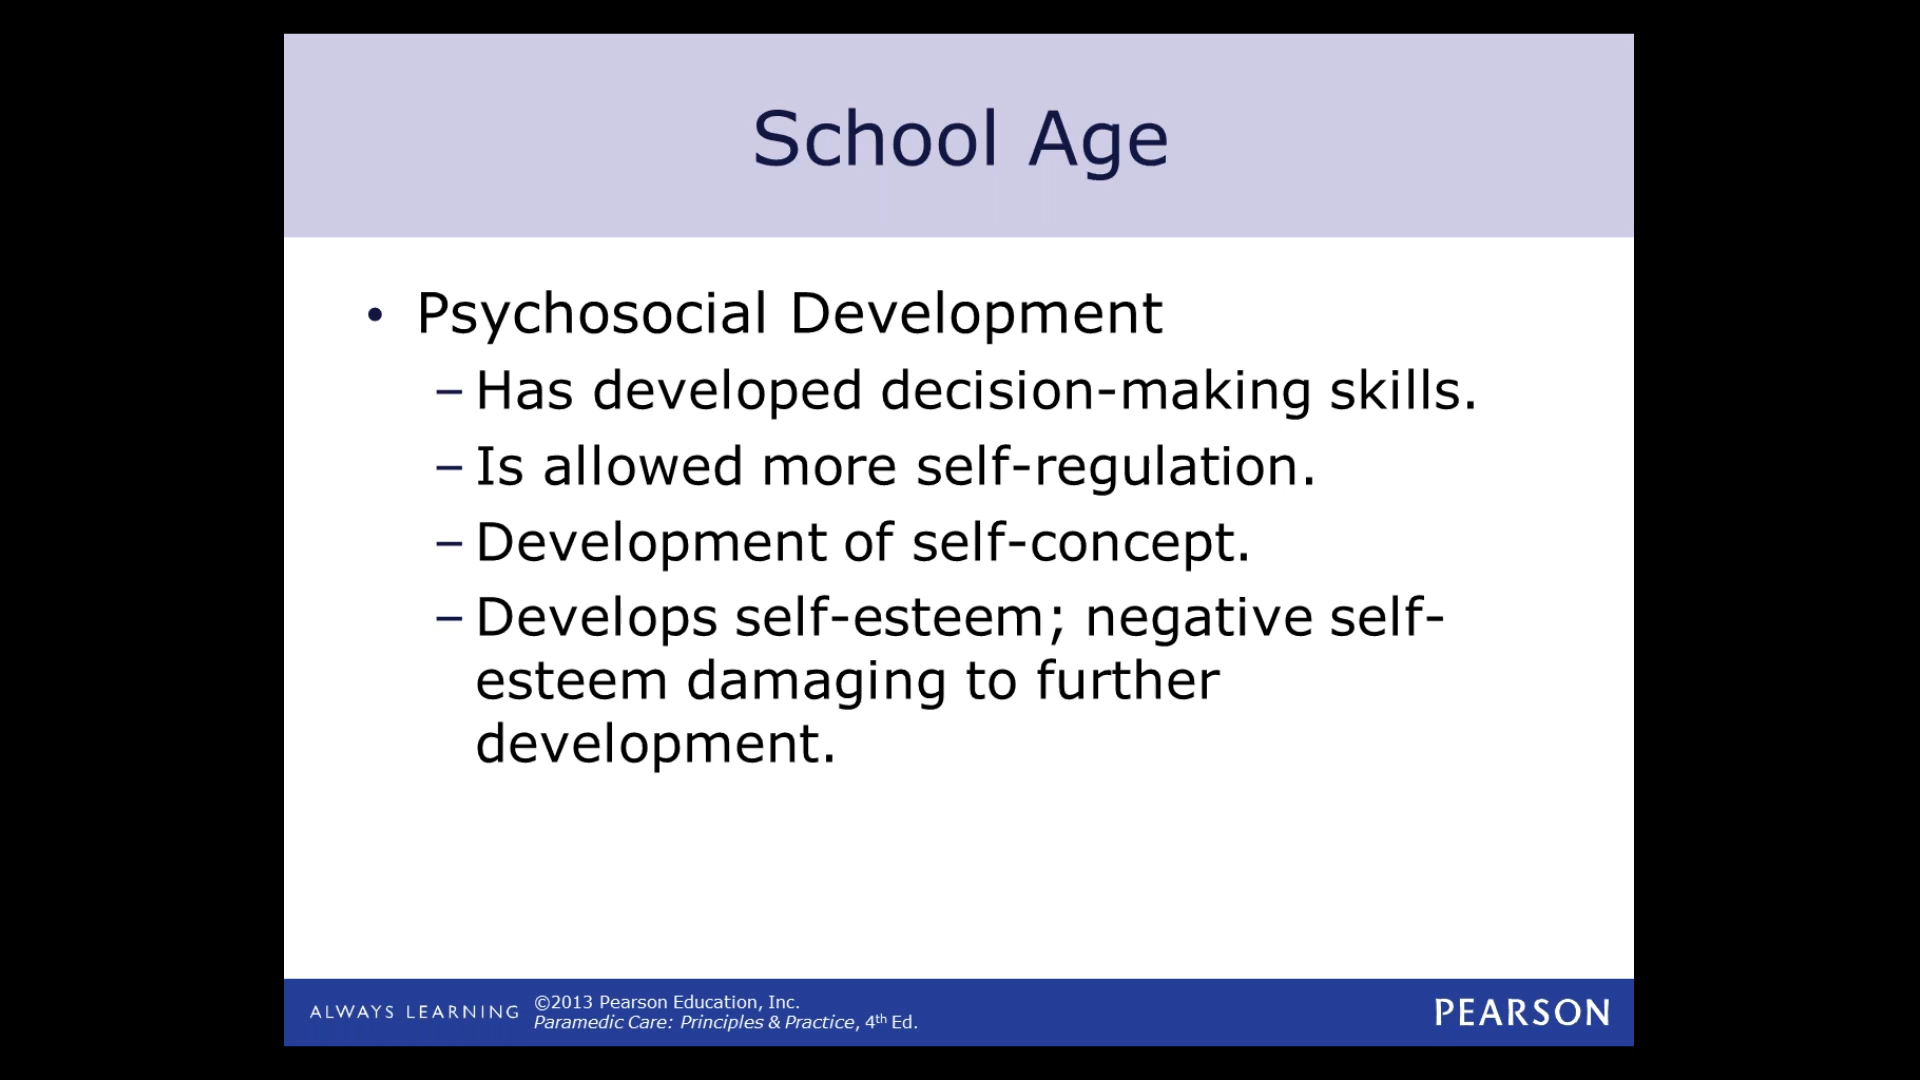 School Age
• Psychosocial Development
– Has developed decision-making skills.
– Is allowed more self-regulation.
– Development of self-concept.
– Develops self-esteem; negative self-
esteem damaging to further
development.
ALWAYS LEARNING
©2013 Pearson Education, Inc.
Paramedic Care: Principles & Practice, 4th Ed.
PEARSON